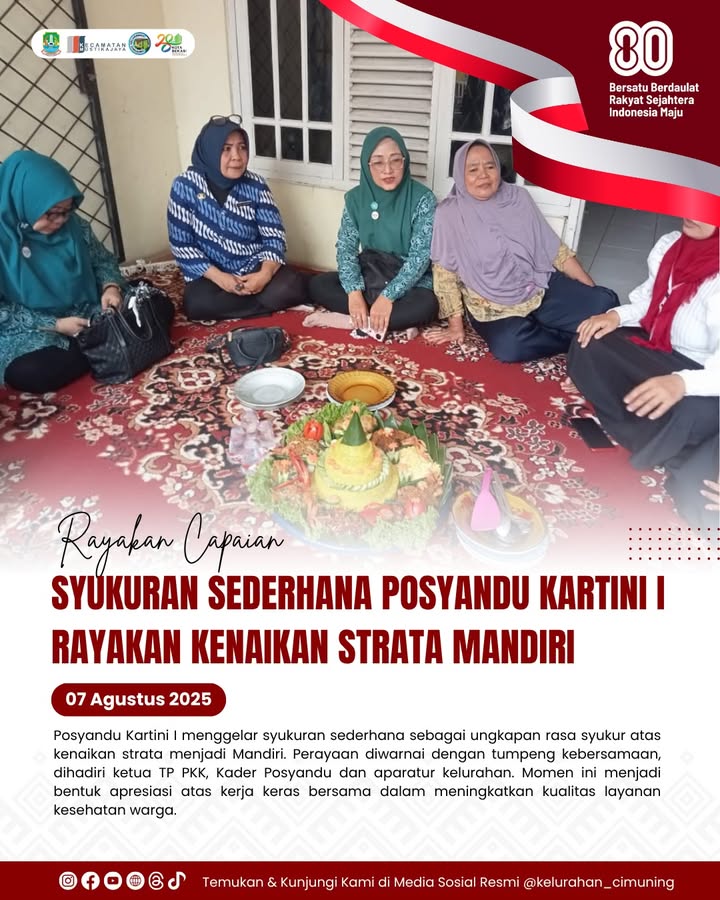 KECAMATAN
MUSTIKAJAYA
KOTA
BEKASI
80
Bersatu Berdaulat
Rakyat Sejahtera
Indonesia Maju
Rayakan Capaian
SYUKURAN SEDERHANA POSYANDU KARTINI I
RAYAKAN KENAIKAN STRATA MANDIRI
07 Agustus 2025
Posyandu Kartini I menggelar syukuran sederhana sebagai ungkapan rasa syukur atas
kenaikan strata menjadi Mandiri. Perayaan diwarnai dengan tumpeng kebersamaan,
dihadiri ketua TP PKK, Kader Posyandu dan aparatur kelurahan. Momen ini menjadi
bentuk apresiasi atas kerja keras bersama dalam meningkatkan kualitas layanan
kesehatan warga.
Temukan & Kunjungi Kami di Media Sosial Resmi @kelurahan_cimuning